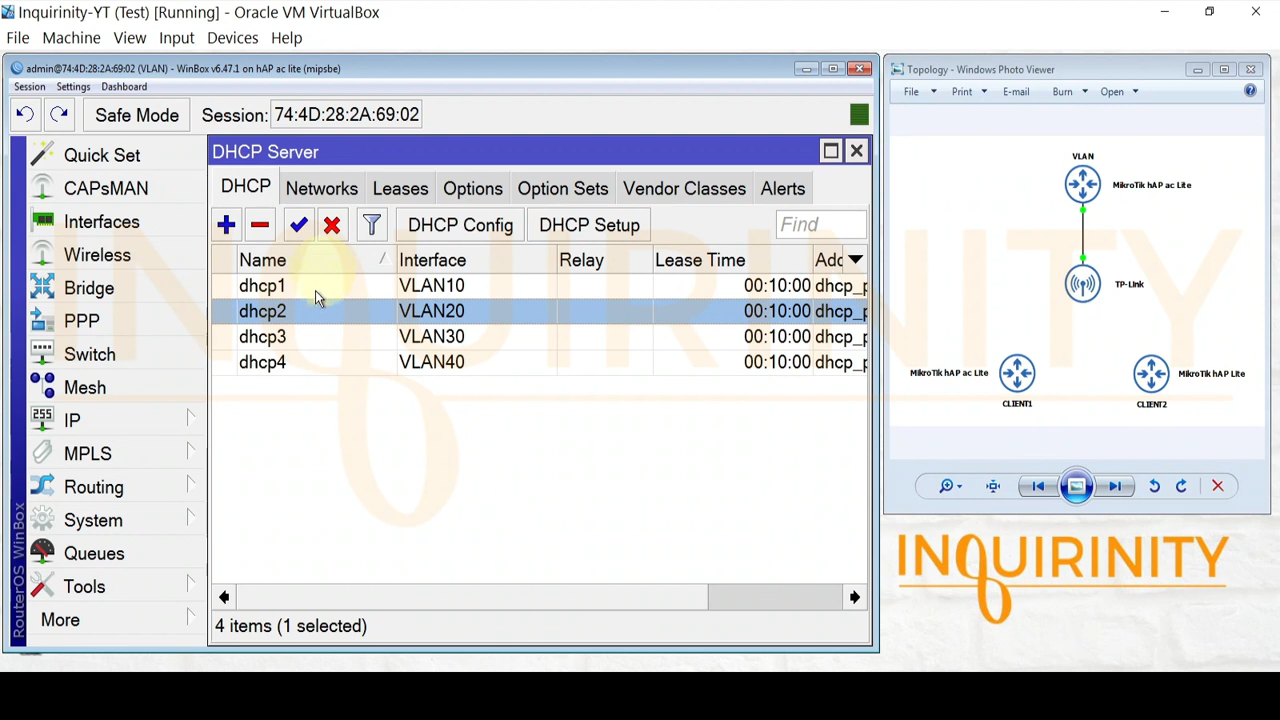 Inquirinity-YT (Test) [Running] - Oracle VM VirtualBox
File Machine View Input Devices Help
admin@74:4D:28:2A:69:02 (VLAN) - WinBox v6.47.1 on hAP ac lite (mipsbe)
Session Settings Dashboard
Safe Mode Session: 74:4D:28:2A:69:02
Quick Set
CAPsMAN
Interfaces
Wireless
Bridge
PPP
Switch
Mesh
255 IP
MPLS
Routing
System
Queues
Tools
More
RouterOS WinBox
DHCP Server
DHCP Networks Leases Options Option Sets Vendor Classes Alerts
DHCP Config DHCP Setup Find
Name Interface Relay Lease Time Add
dhcp1 VLAN10 00:10:00 dhcp_p
dhcp2 VLAN20 00:10:00 dhcp_p
dhcp3 VLAN30 00:10:00 dhcp_p
dhcp4 VLAN40 00:10:00 dhcp_p
4 items (1 selected)
Topology - Windows Photo Viewer
File Print E-mail Burn Open
VLAN
MikroTik hAP ac Lite
TP-Link
MikroTik hAP ac Lite
CLIENT1
MikroTik hAP Lite
CLIENT2
INQUIRINITY
INQUIRINITY